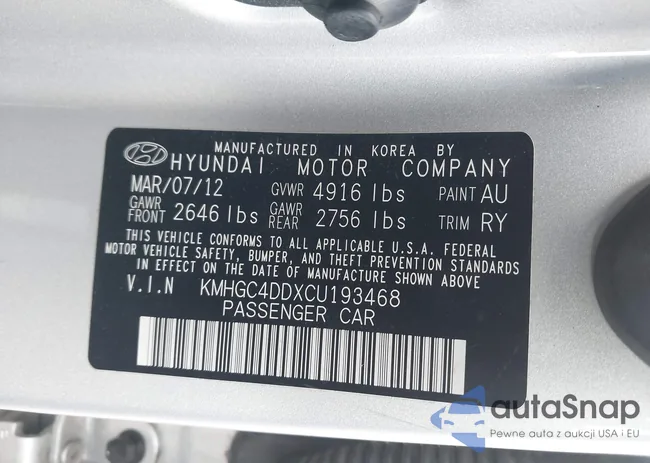 MANUFACTURED IN KOREA BY
HYUNDAI MOTOR COMPANY
MAR/07/12 GVWR 4916 lbs PAINT AU
GAWR FRONT 2646 lbs GAWR REAR 2756 lbs TRIM RY
THIS VEHICLE CONFORMS TO ALL APPLICABLE U.S.A. FEDERAL
MOTOR VEHICLE SAFETY, BUMPER, AND THEFT PREVENTION STANDARDS
IN EFFECT ON THE DATE OF MANUFACTURE SHOWN ABOVE
V.I.N KMHGC4DDXCU193468
PASSENGER CAR
autoSnap
Pewne auta z aukcji USA i EU